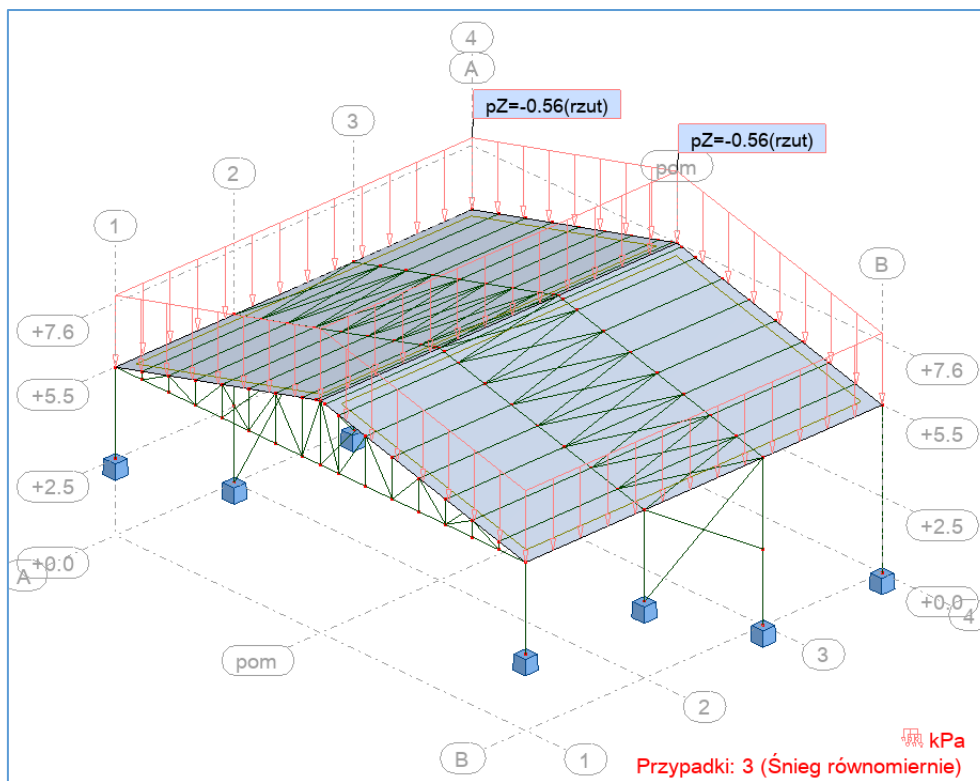 4
A
pZ=-0.56(rzut)
3
pZ=-0.56(rzut)
2
pom
1
B
+7.6
+7.6
+5.5
+5.5
+2.5
+2.5
+0.0
A
+0.0
4
pom
3
2
B
1
kPa
Przypadki: 3 (Śnieg równomiernie)